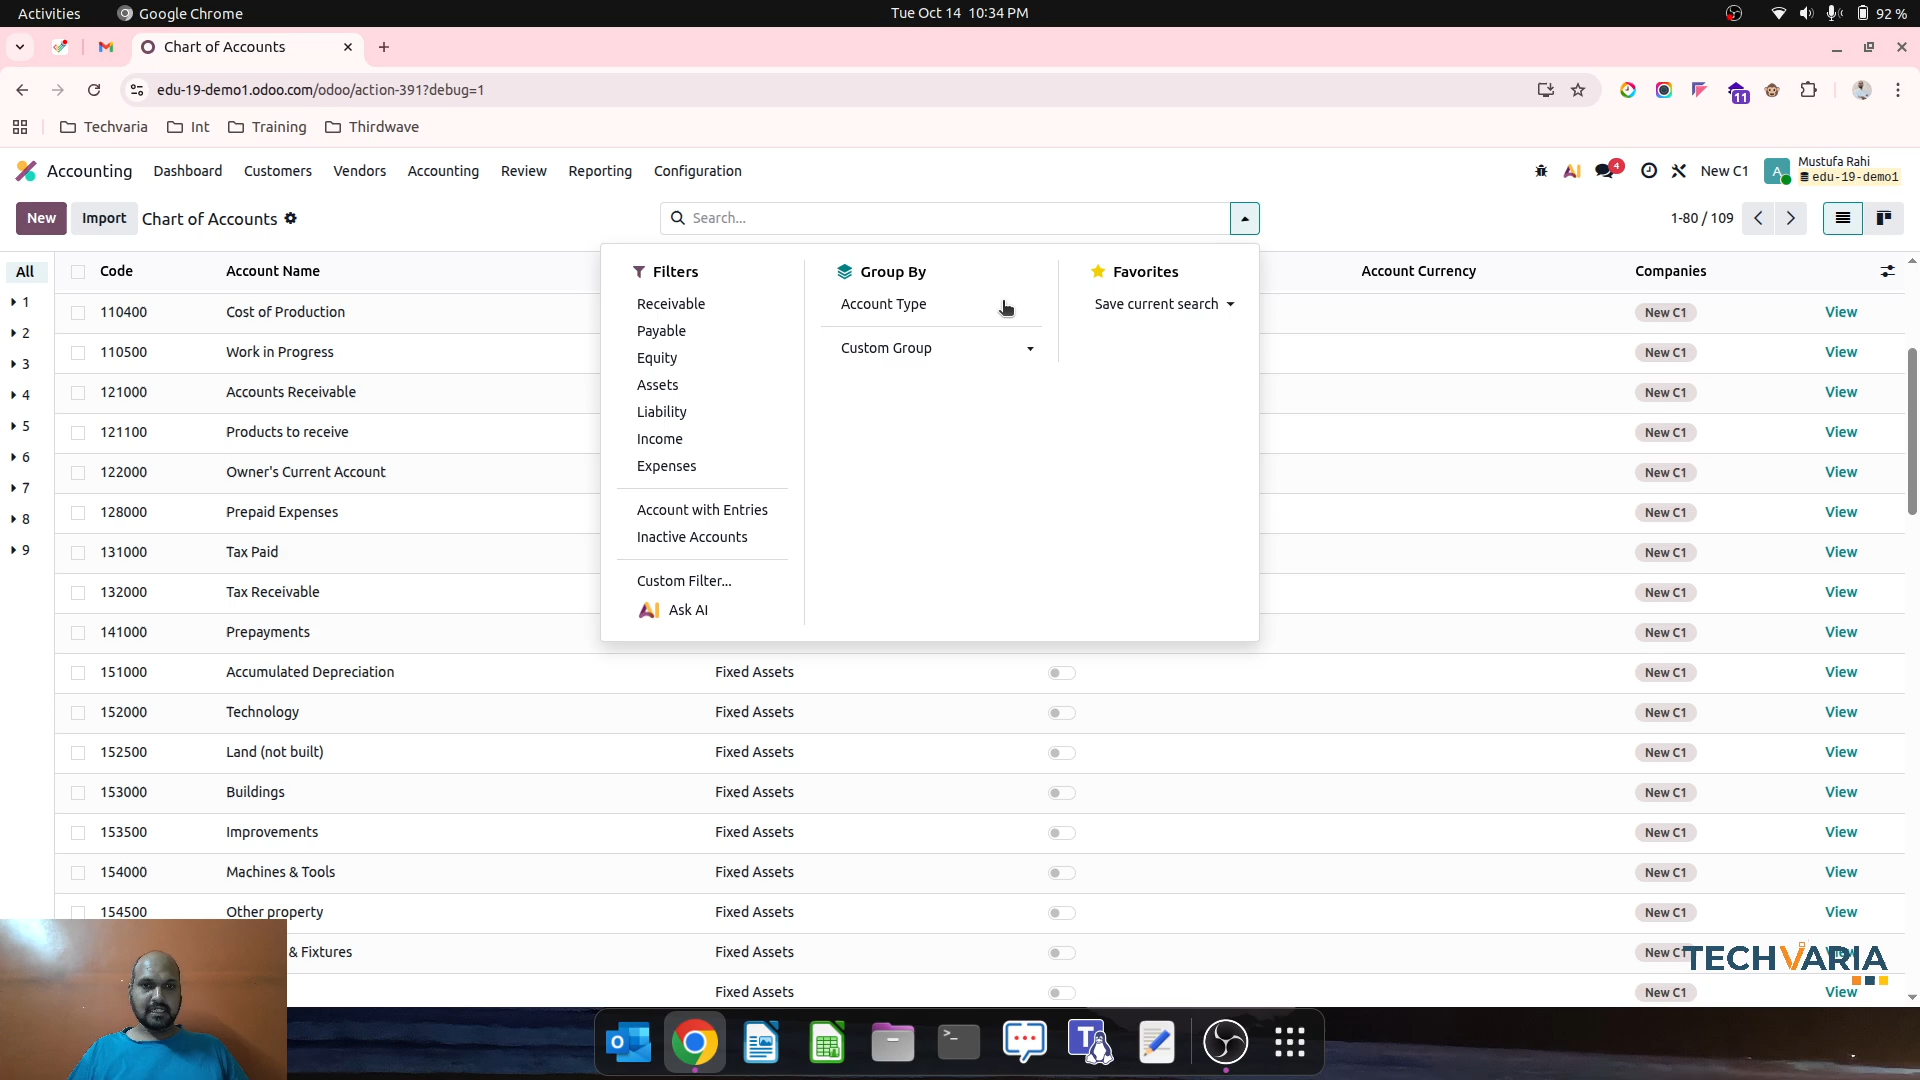 Activities
Google Chrome
Tue Oct 14 10:34 PM
92 %
Chart of Accounts
edu-19-demo1.odoo.com/odoo/action-391?debug=1
11
Techvaria
Int
Training
Thirdwave
Accounting
Dashboard
Customers
Vendors
Accounting
Review
Reporting
Configuration
AI
4
New C1
A
Mustufa Rahi
edu-19-demo1
New
Import
Chart of Accounts
Search...
1-80 / 109
All
1
2
3
4
5
6
7
8
9
Code Account Name Account Currency Companies
Filters
Receivable
Payable
Equity
Assets
Liability
Income
Expenses
Account with Entries
Inactive Accounts
Custom Filter...
AI Ask AI
Group By
Account Type
Custom Group
Favorites
Save current search
110400 Cost of Production New C1 View
110500 Work in Progress New C1 View
121000 Accounts Receivable New C1 View
121100 Products to receive New C1 View
122000 Owner's Current Account New C1 View
128000 Prepaid Expenses New C1 View
131000 Tax Paid New C1 View
132000 Tax Receivable New C1 View
141000 Prepayments New C1 View
151000 Accumulated Depreciation Fixed Assets New C1 View
152000 Technology Fixed Assets New C1 View
152500 Land (not built) Fixed Assets New C1 View
153000 Buildings Fixed Assets New C1 View
153500 Improvements Fixed Assets New C1 View
154000 Machines & Tools Fixed Assets New C1 View
154500 Other property Fixed Assets New C1 View
& Fixtures Fixed Assets New C1
TECHVARIA
Fixed Assets New C1 View